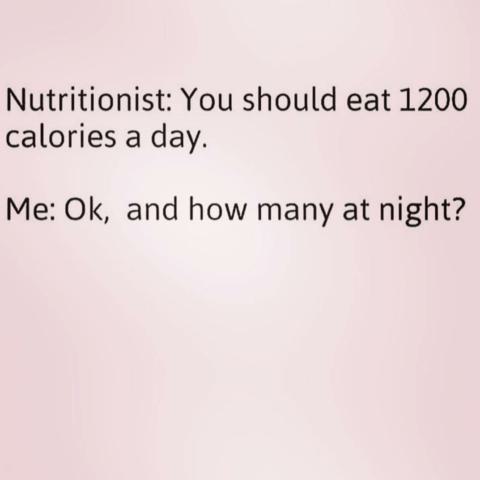 Nutritionist: You should eat 1200
calories a day.
Me: Ok,  and how many at night?